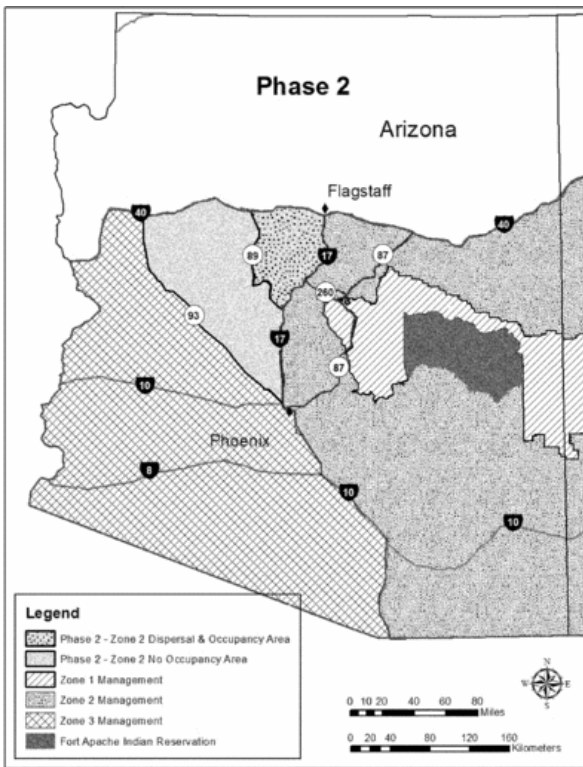 Phase 2
Arizona
Flagstaff
40
40
89
17
87
260
93
17
87
10
Phoenix
8
10
10
Legend
Phase 2 - Zone 2 Dispersal & Occupancy Area
Phase 2 - Zone 2 No Occupancy Area
Zone 1 Management
Zone 2 Management
Zone 3 Management
Fort Apache Indian Reservation
N
W E
S
0 10 20 40 60 80
Miles
0 20 40 80 120 160
Kilometers